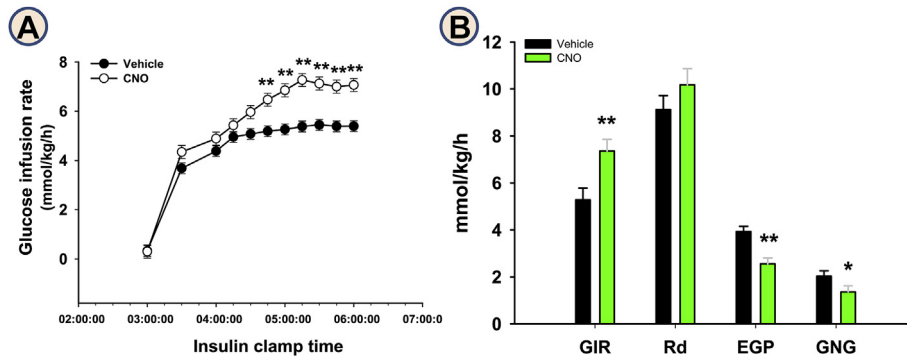 A
Vehicle
CNO
8
6
4
2
0
** ** ** ** ** **
Glucose infusion rate
(mmol/kg/h)
02:00:00 03:00:00 04:00:00 05:00:00 06:00:00 07:00:0
Insulin clamp time
B
Vehicle
CNO
12
10
8
6
4
2
0
mmol/kg/h
** ** *
GIR Rd EGP GNG